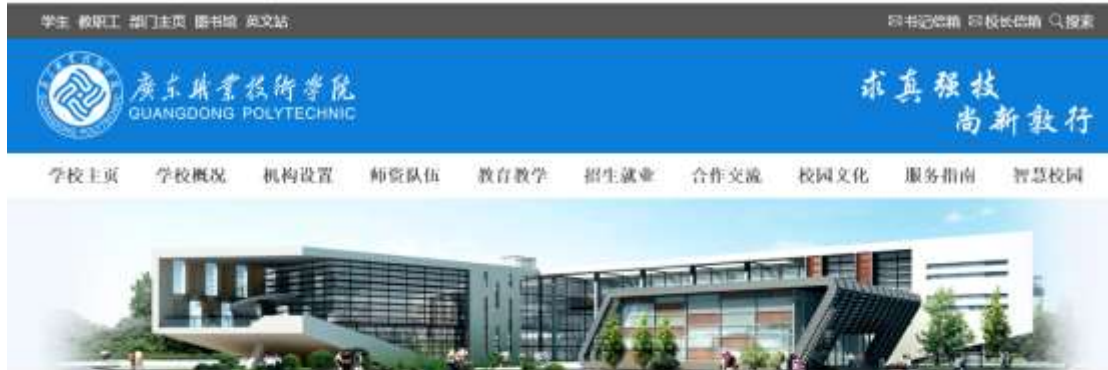 学生 教职工 部门主页 图书馆 英文站
书记信箱 校长信箱 搜索
廣东职業技術学院
GUANGDONG POLYTECHNIC
求真强技
尚新敦行
学校主页 学校概况 机构设置 师资队伍 教育教学 招生就业 合作交流 校园文化 服务指南 智慧校园